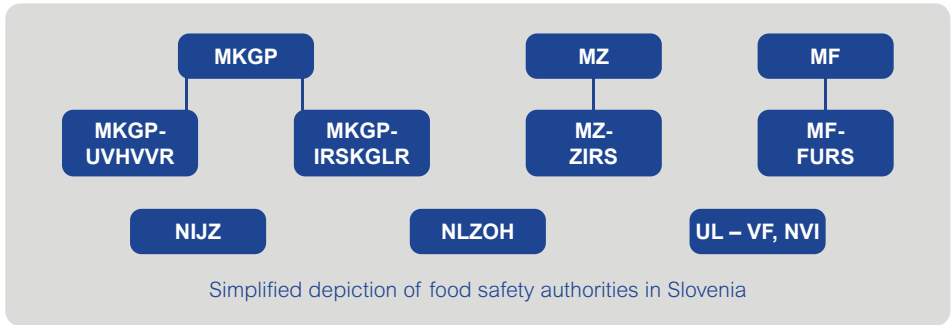 MKGP
MZ
MF
MKGP-
UVHVVR
MKGP-
IRSKGLR
MZ-
ZIRS
MF-
FURS
NIJZ
NLZOH
UL – VF, NVI
Simplified depiction of food safety authorities in Slovenia